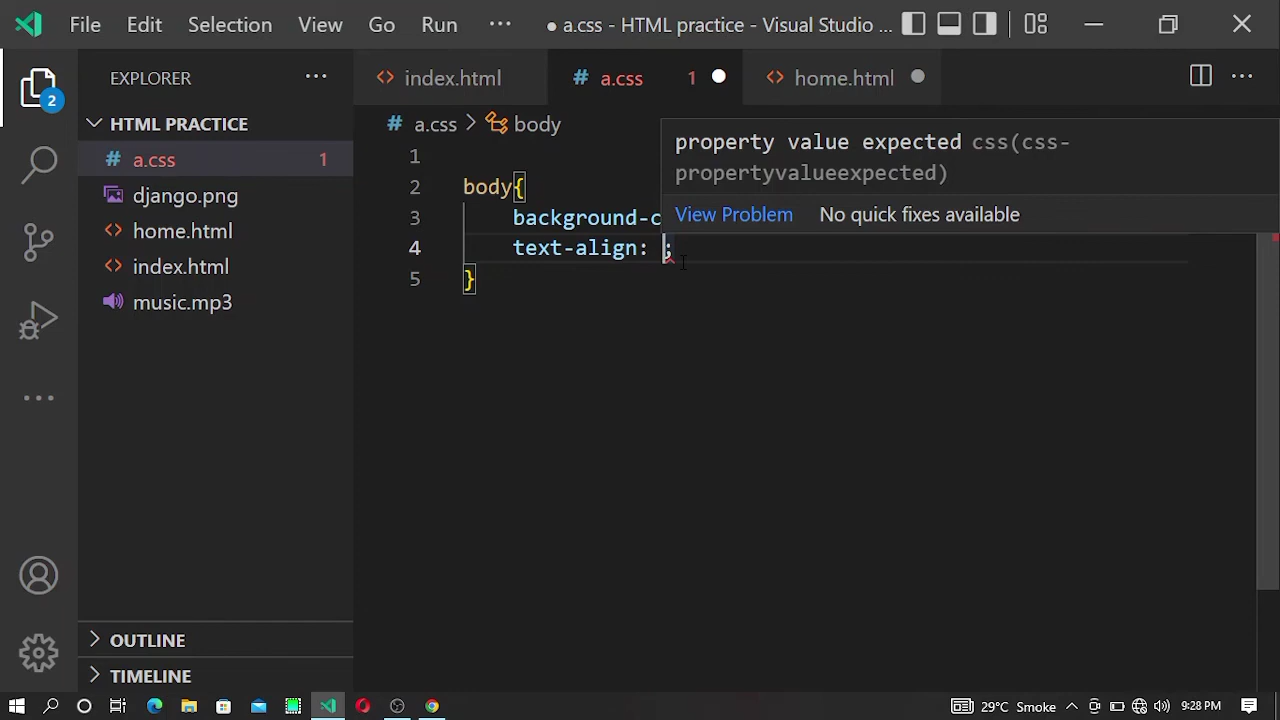 File Edit Selection View Go Run ··· ● a.css - HTML practice - Visual Studio ...
EXPLORER ···
index.html # a.css 1 home.html
2
HTML PRACTICE
# a.css 1
django.png
home.html
index.html
music.mp3
# a.css > body
property value expected css(css-
propertyvalueexpected)
View Problem No quick fixes available
1
2 body{
3 background-c
4 text-align: ;
5 }
OUTLINE
TIMELINE
29°C Smoke 9:28 PM